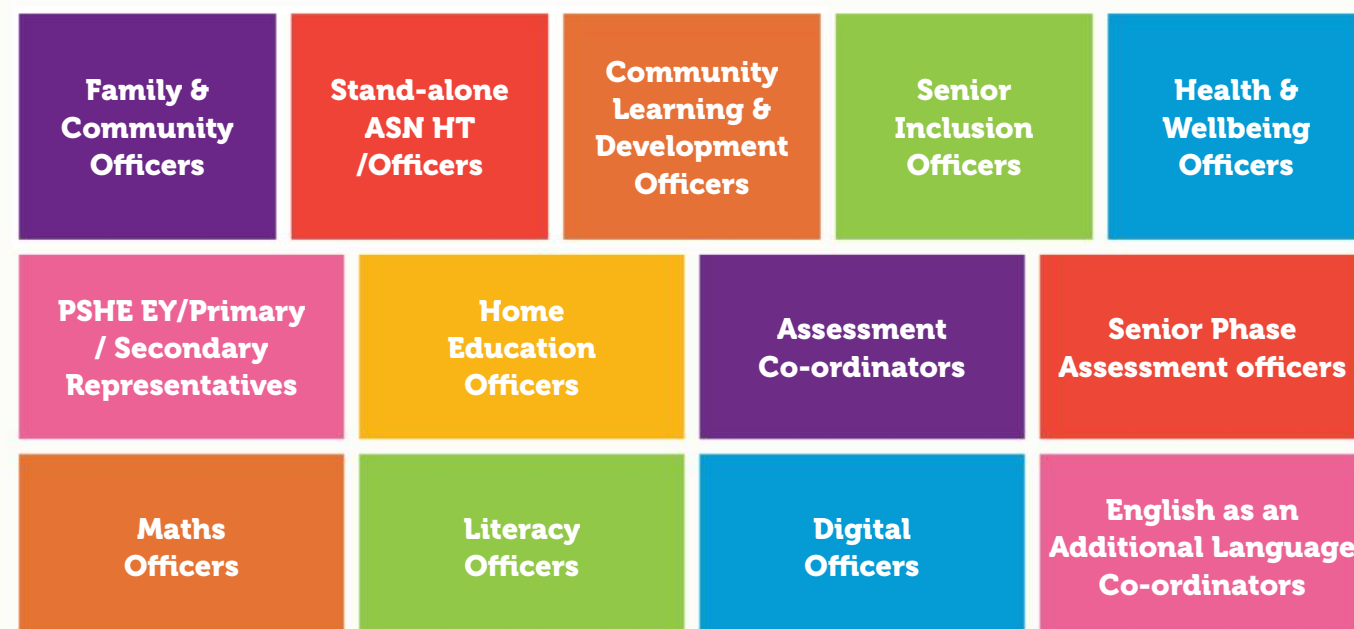 Family &
Community
Officers
Stand-alone
ASN HT
/Officers
Community
Learning &
Development
Officers
Senior
Inclusion
Officers
Health &
Wellbeing
Officers
PSHE EY/Primary
/ Secondary
Representatives
Home
Education
Officers
Assessment
Co-ordinators
Senior Phase
Assessment officers
Maths
Officers
Literacy
Officers
Digital
Officers
English as an
Additional Language
Co-ordinators